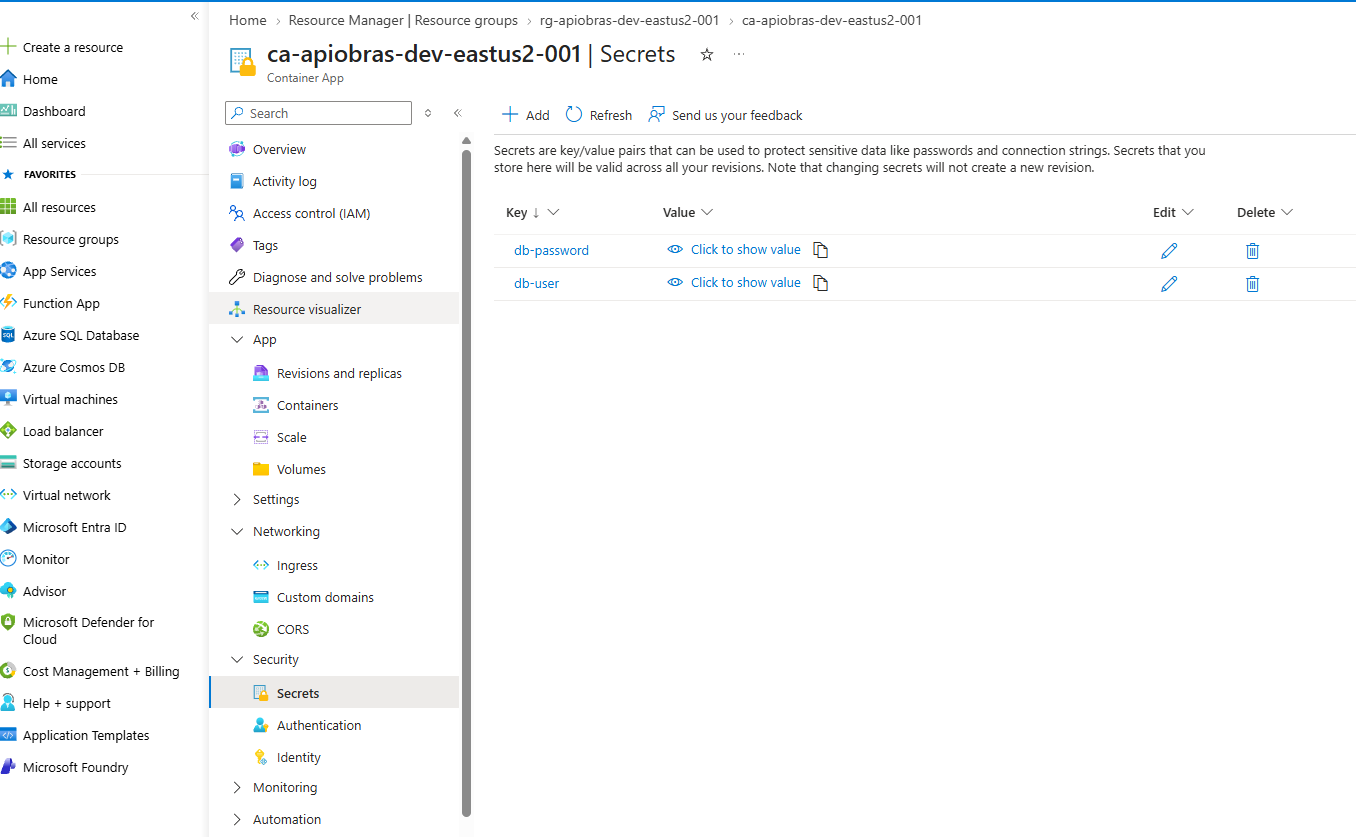 Home > Resource Manager | Resource groups > rg-apiobras-dev-eastus2-001 > ca-apiobras-dev-eastus2-001
ca-apiobras-dev-eastus2-001 | Secrets
Container App
Create a resource
Home
Dashboard
All services
FAVORITES
All resources
Resource groups
App Services
Function App
Azure SQL Database
Azure Cosmos DB
Virtual machines
Load balancer
Storage accounts
Virtual network
Microsoft Entra ID
Monitor
Advisor
Microsoft Defender for
Cloud
Cost Management + Billing
Help + support
Application Templates
Microsoft Foundry
Search
Overview
Activity log
Access control (IAM)
Tags
Diagnose and solve problems
Resource visualizer
App
Revisions and replicas
Containers
Scale
Volumes
Settings
Networking
Ingress
Custom domains
CORS
Security
Secrets
Authentication
Identity
Monitoring
Automation
Add Refresh Send us your feedback
Secrets are key/value pairs that can be used to protect sensitive data like passwords and connection strings. Secrets that you
store here will be valid across all your revisions. Note that changing secrets will not create a new revision.
Key ↓ Value Edit Delete
db-password Click to show value
db-user Click to show value